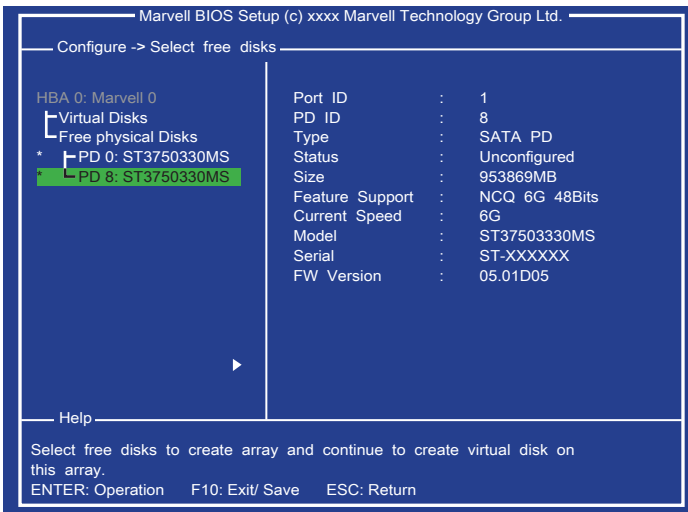 Marvell BIOS Setup (c) xxxx Marvell Technology Group Ltd.
Configure -> Select free disks
HBA 0: Marvell 0
Virtual Disks
Free physical Disks
* PD 0: ST3750330MS
* PD 8: ST3750330MS
Port ID : 1
PD ID : 8
Type : SATA PD
Status : Unconfigured
Size : 953869MB
Feature Support : NCQ 6G 48Bits
Current Speed : 6G
Model : ST37503330MS
Serial : ST-XXXXXX
FW Version : 05.01D05
Help
Select free disks to create array and continue to create virtual disk on
this array.
ENTER: Operation F10: Exit/ Save ESC: Return